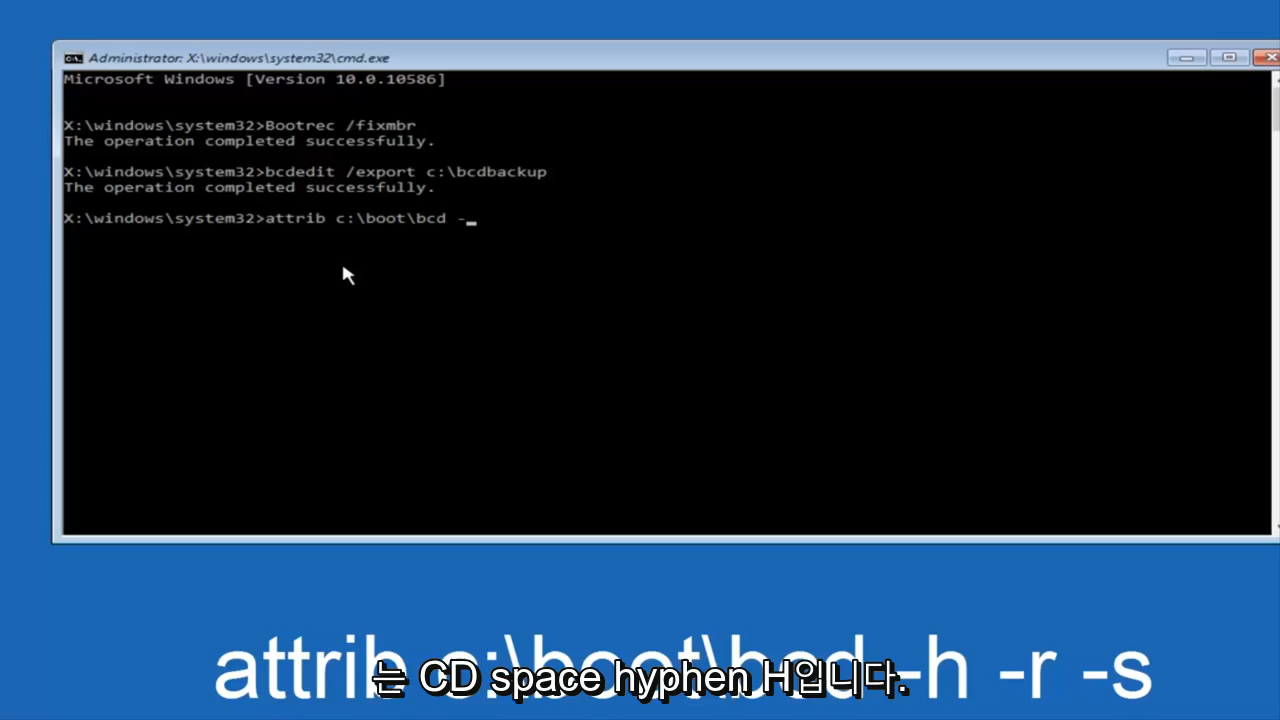 Administrator: X:\windows\system32\cmd.exe
Microsoft Windows [Version 10.0.10586]
X:\windows\system32>Bootrec /fixmbr
The operation completed successfully.
X:\windows\system32>bcdedit /export c:\bcdbackup
The operation completed successfully.
X:\windows\system32>attrib c:\boot\bcd -_
attrib c:\boot\bcd -h -r -s
는 CD space hyphen H입니다.